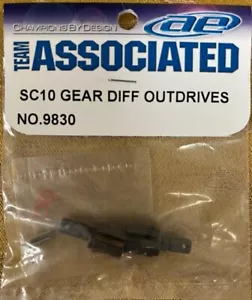 CHAMPIONS BY DESIGN
ae
TEAM
ASSOCIATED
SC10 GEAR DIFF OUTDRIVES
NO.9830